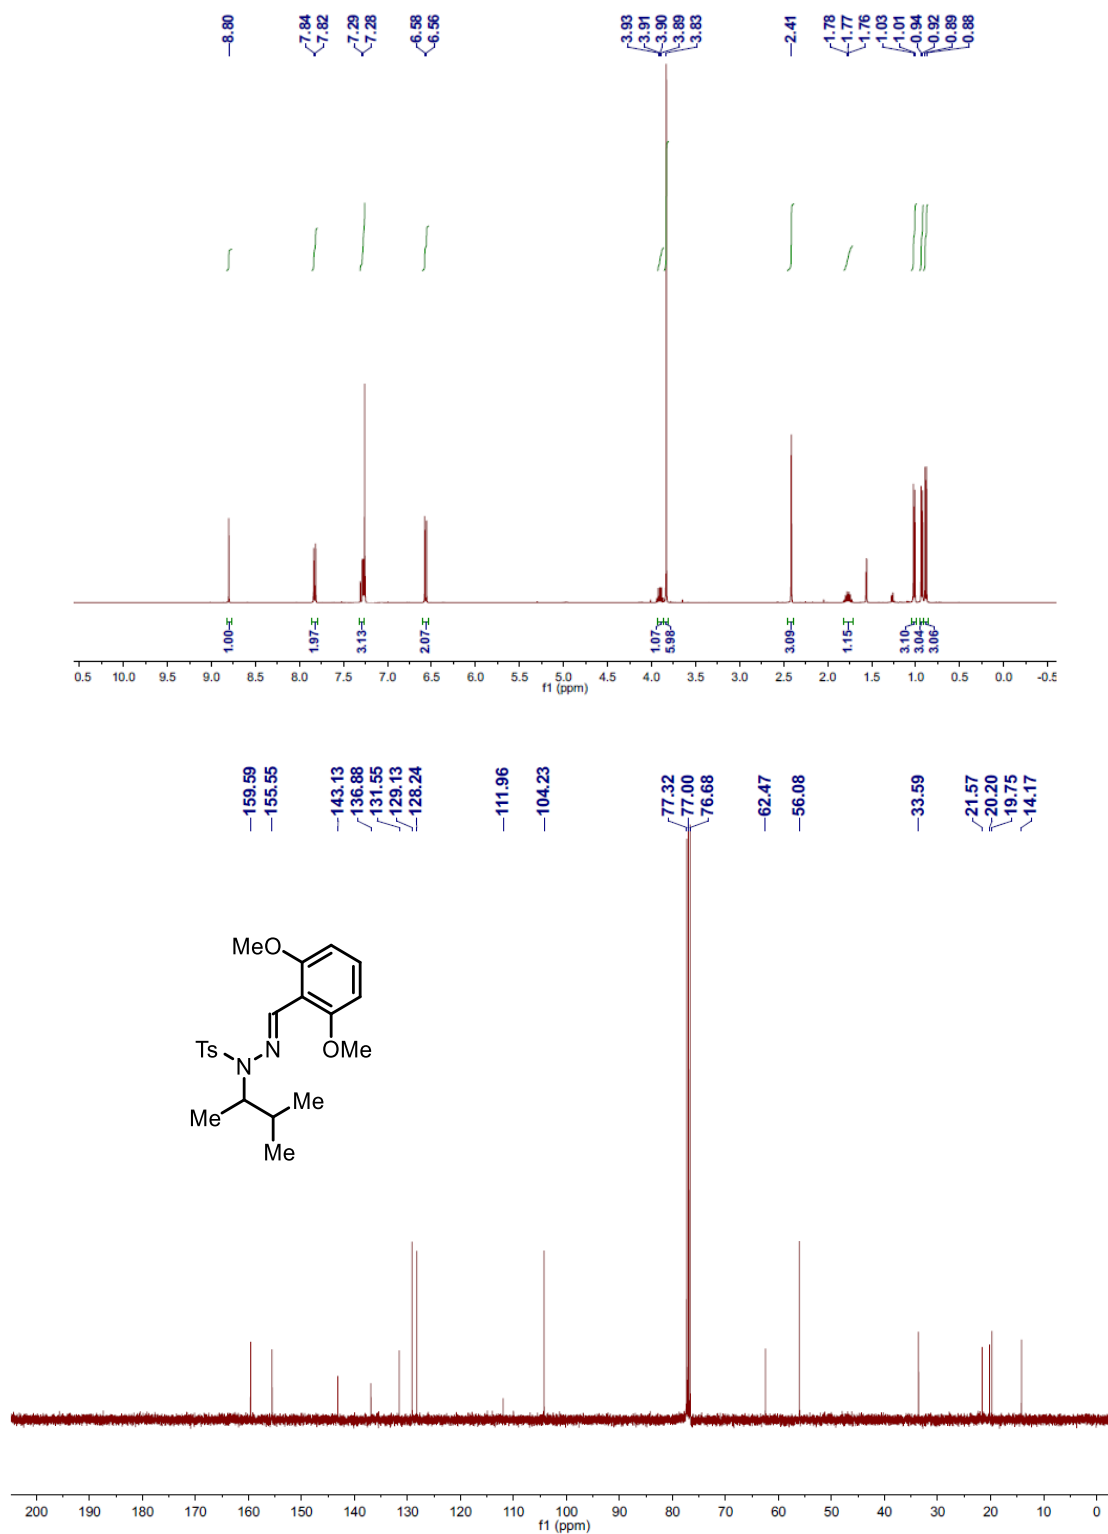 8.80 7.84 7.82 7.29 7.28 6.58 6.56 3.93 3.91 3.90 3.89 3.83 2.41 1.78 1.77 1.76 1.03 1.01 0.94 0.92 0.89 0.88
1.00 1.97 3.13 2.07 1.07 5.98 3.09 1.15 3.10 3.04 3.06
0.5 10.0 9.5 9.0 8.5 8.0 7.5 7.0 6.5 6.0 5.5 5.0 4.5 4.0 3.5 3.0 2.5 2.0 1.5 1.0 0.5 0.0 -0.5
f1 (ppm)
159.59 155.55 143.13 136.88 131.55 129.13 128.24 111.96 104.23 77.32 77.00 76.68 62.47 56.08 33.59 21.57 20.20 19.75 14.17
MeO
Ts N OMe
N
Me Me
Me
200 190 180 170 160 150 140 130 120 110 100 90 80 70 60 50 40 30 20 10 0
f1 (ppm)